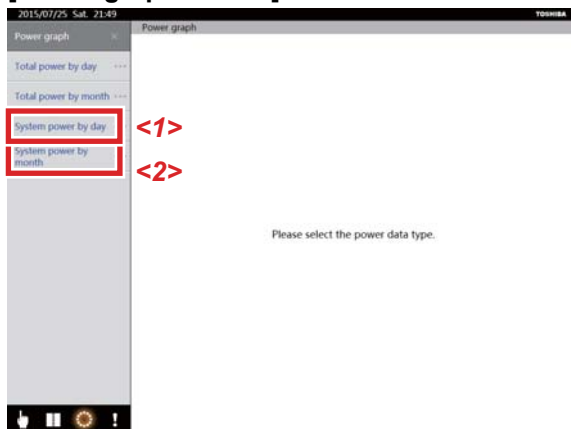 2015/07/25 Sat. 21:49
TOSHIBA
Power graph
Power graph
Total power by day
Total power by month
System power by day
<1>
System power by
month
<2>
Please select the power data type.